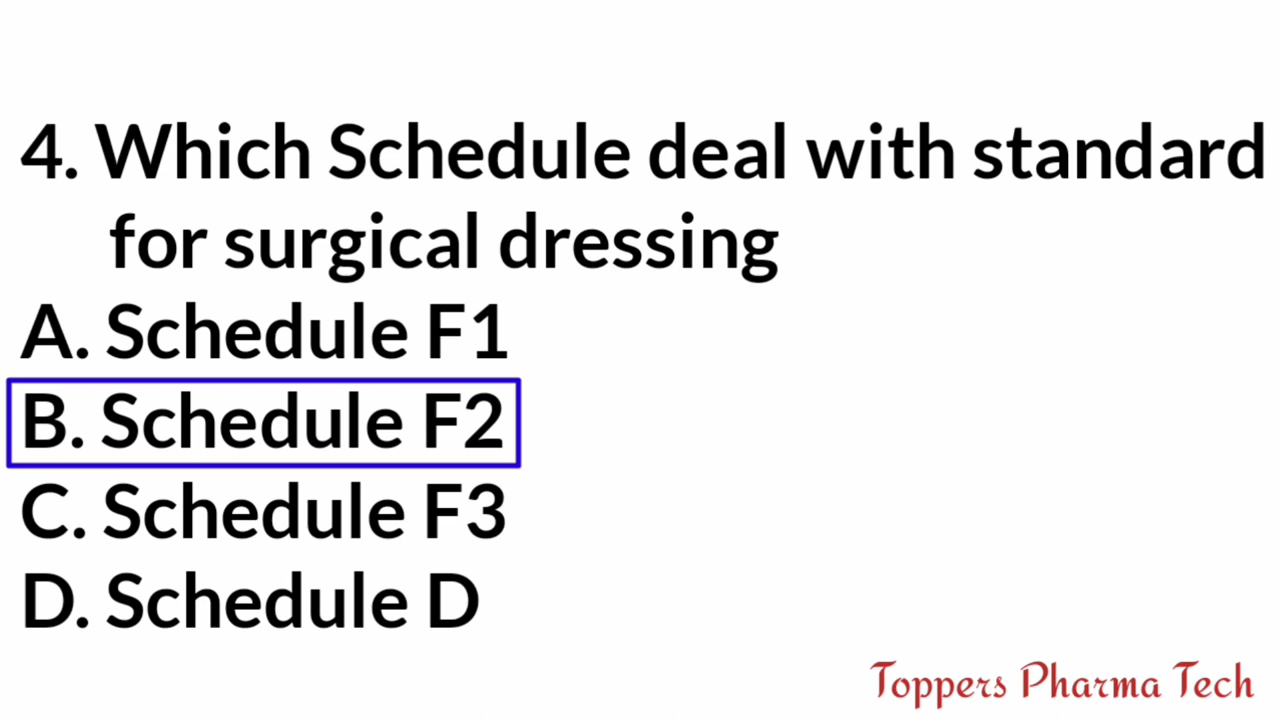 4. Which Schedule deal with standard
for surgical dressing
A. Schedule F1
B. Schedule F2
C. Schedule F3
D. Schedule D
Toppers Pharma Tech